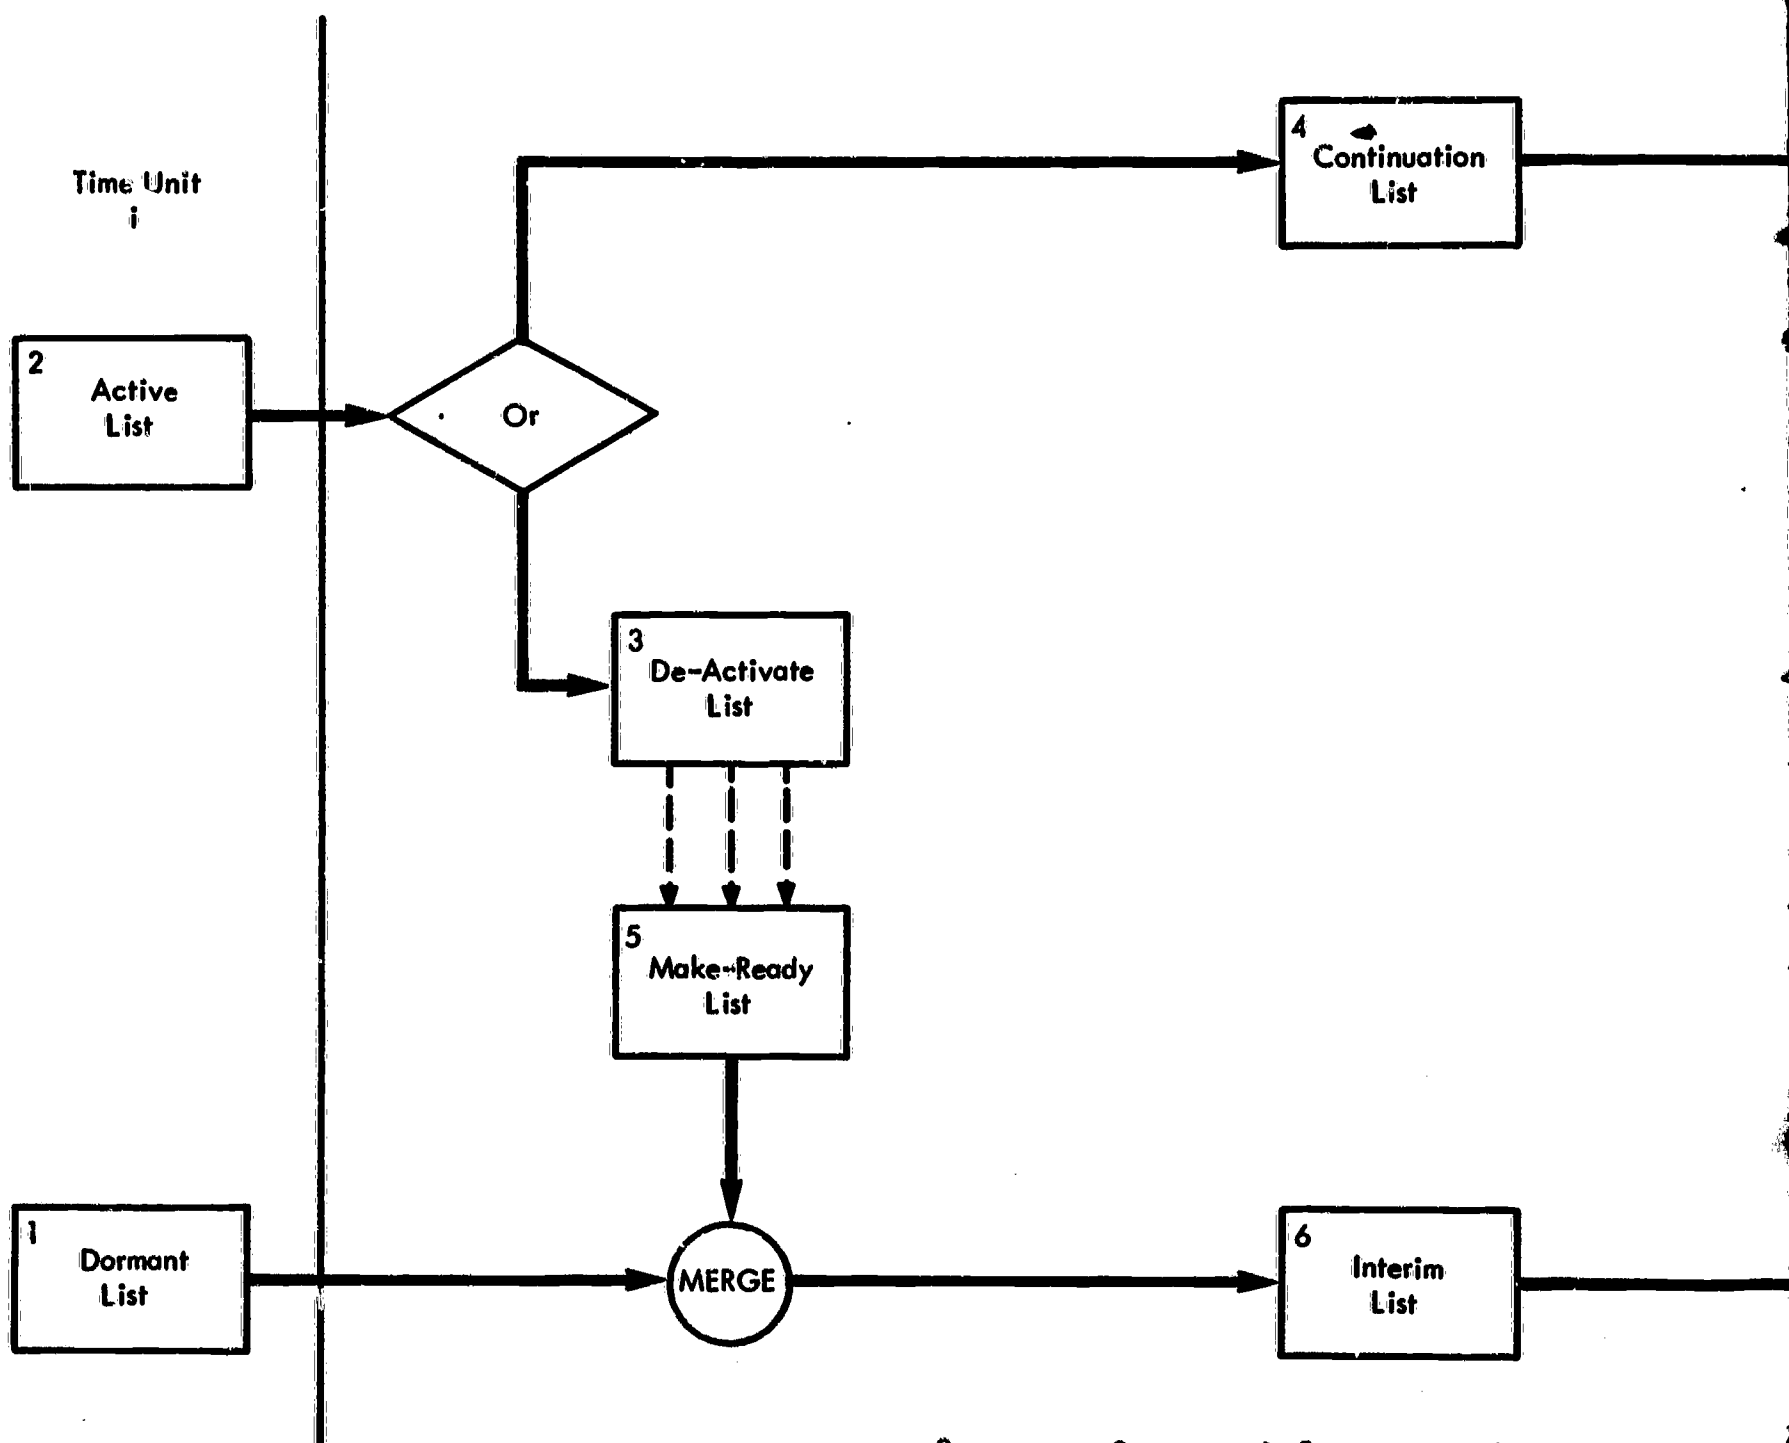 Time Unit
i
4
Continuation
List
2
Active
List
Or
3
De-Activate
List
5
Make-Ready
List
1
Dormant
List
MERGE
6
Interim
List